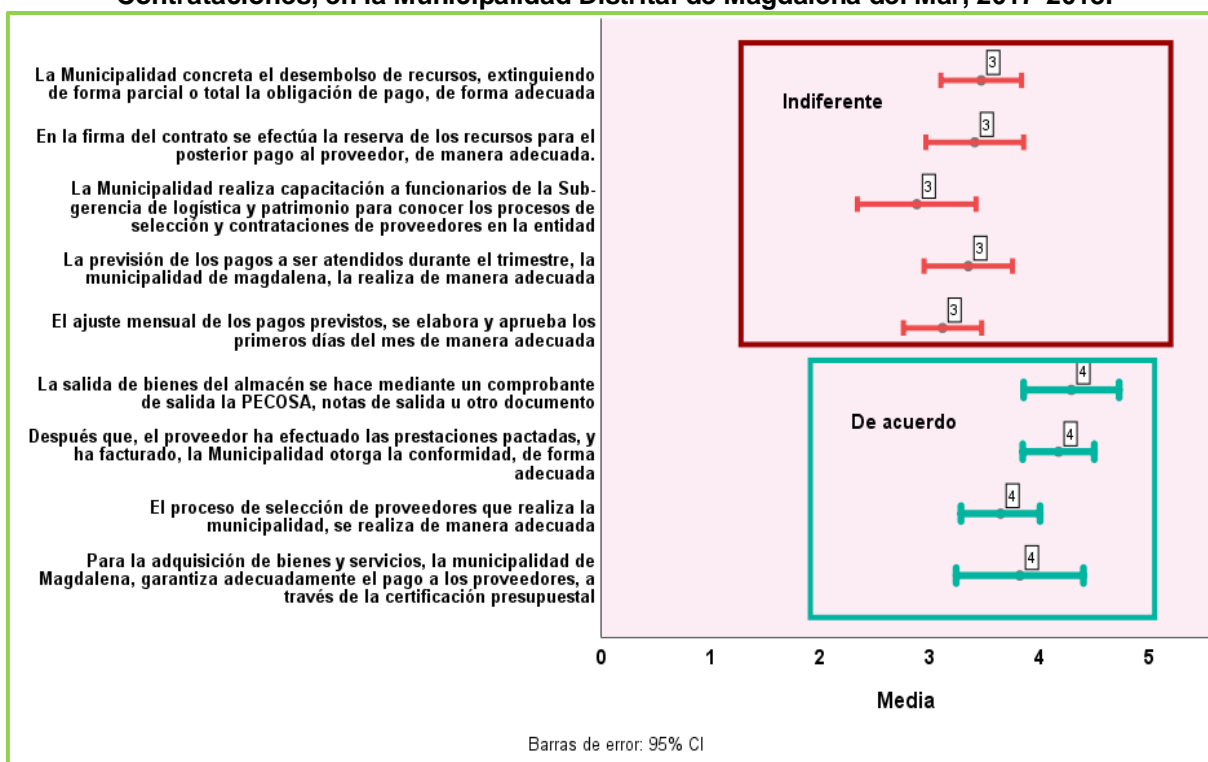 Contrataciones, en la Municipalidad Distrital de Magdalena del Mar, 2017-2018.
La Municipalidad concreta el desembolso de recursos, extinguiendo
de forma parcial o total la obligación de pago, de forma adecuada
3
Indiferente
En la firma del contrato se efectúa la reserva de los recursos para el
posterior pago al proveedor, de manera adecuada.
3
La Municipalidad realiza capacitación a funcionarios de la Sub-
gerencia de logística y patrimonio para conocer los procesos de
selección y contrataciones de proveedores en la entidad
3
La previsión de los pagos a ser atendidos durante el trimestre, la
municipalidad de magdalena, la realiza de manera adecuada
3
El ajuste mensual de los pagos previstos, se elabora y aprueba los
primeros días del mes de manera adecuada
3
La salida de bienes del almacén se hace mediante un comprobante
de salida la PECOSA, notas de salida u otro documento
4
De acuerdo
Después que, el proveedor ha efectuado las prestaciones pactadas, y
ha facturado, la Municipalidad otorga la conformidad, de forma
adecuada
4
El proceso de selección de proveedores que realiza la
municipalidad, se realiza de manera adecuada
4
Para la adquisición de bienes y servicios, la municipalidad de
Magdalena, garantiza adecuadamente el pago a los proveedores, a
través de la certificación presupuestal
4
0 1 2 3 4 5
Media
Barras de error: 95% CI